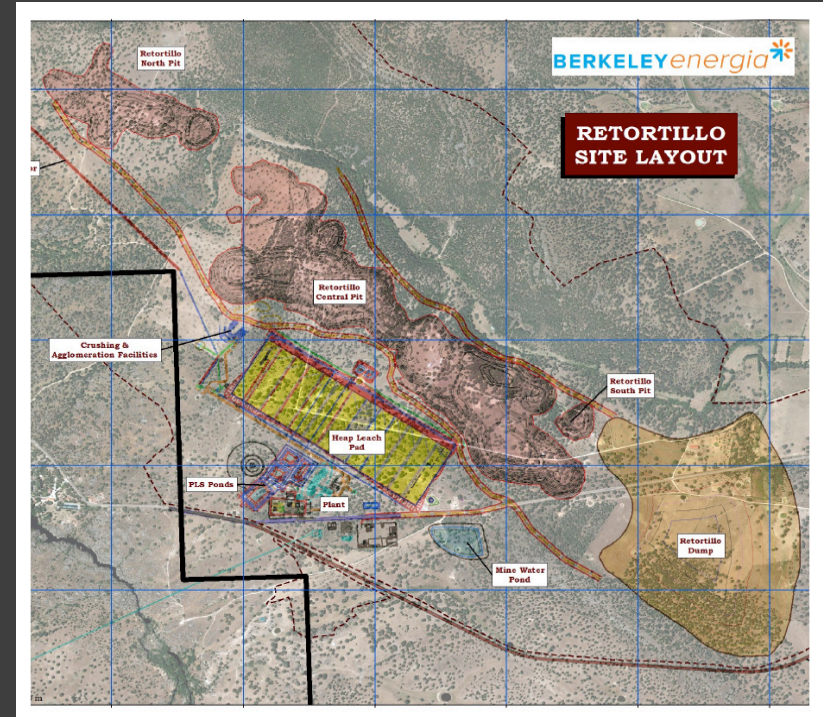 Retortillo
North Pit
BERKELEYenergia
RETORTILLO
SITE LAYOUT
or
Retortillo
Central Pit
Crushing &
Agglomeration Facilities
Retortillo
South Pit
Heap Leach
Pad
PLS Ponds
Plant
Retortillo
Dump
Mine Water
Pond
m